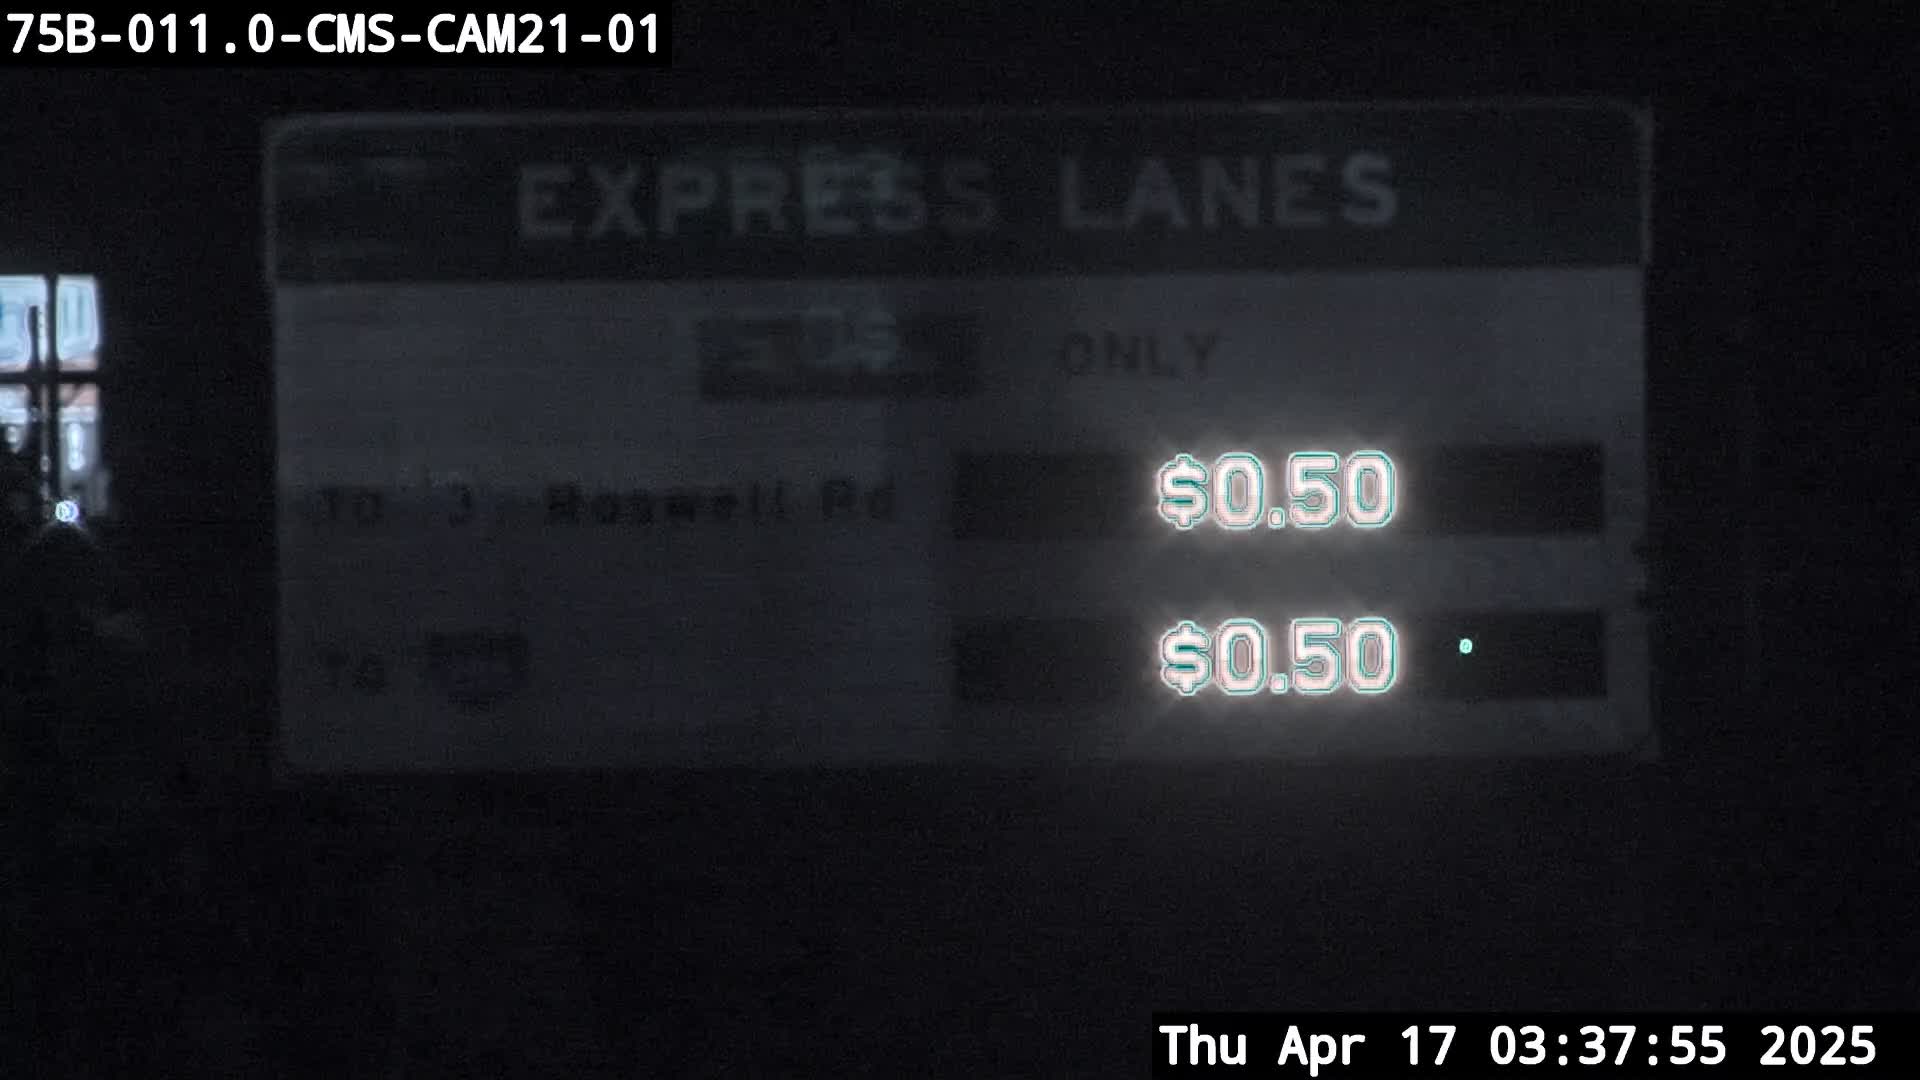 75B-011.0-CMS-CAM21-01
EXPRESS LANES
ONLY
Roswell Rd $0.50
To $0.50
Thu Apr 17 03:37:55 2025